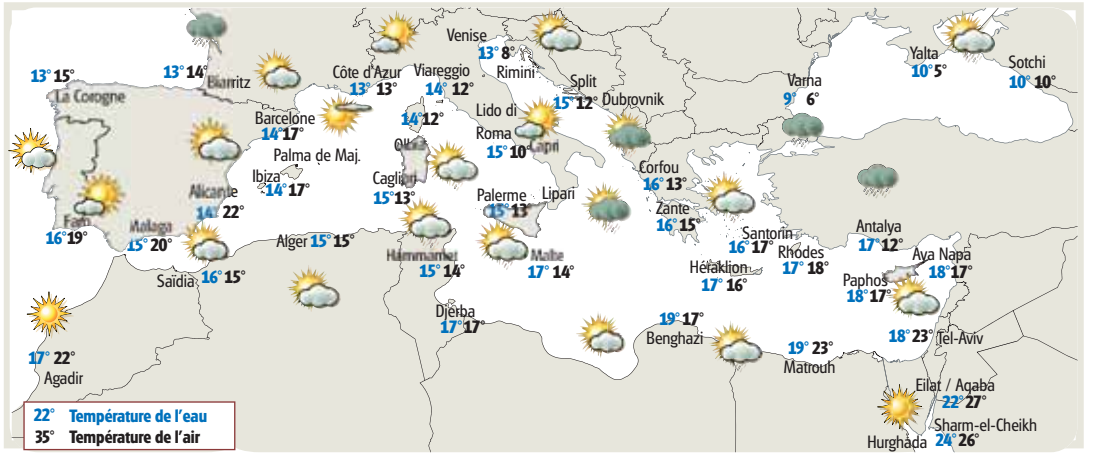 Venise
13° 8°
Rimini
Yalta
10° 5°
Sotchi
10° 10°
13° 15°
La Corogne
13° 14°
Biarritz
Côte d'Azur
13° 13°
Viareggio
14° 12°
Split
15° 12°
Dubrovnik
Varna
9° 6°
Barcelone
14° 17°
14° 12°
Olbia
Lido di
Roma
15° 10°
Capri
Palma de Maj.
Ibiza
14° 17°
Cagliari
15° 13°
Corfou
16° 13°
Alicante
14° 22°
Palerme
15° 13°
Lipari
Zante
16° 15°
Faro
16° 19°
Malaga
15° 20°
Alger 15° 15°
Hammamet
15° 14°
Malte
17° 14°
Santorin
16° 17°
Rhodes
17° 18°
Antalya
17° 12°
Aya Napa
18° 17°
Saïdia
16° 15°
Héraklion
17° 16°
Paphos
18° 17°
Djerba
17° 17°
19° 17°
Benghazi
18° 23°
Tel-Aviv
17° 22°
Agadir
19° 23°
Matrouh
Eilat / Aqaba
22° 27°
Sharm-el-Cheikh
Hurghada 24° 26°
22° Température de l'eau
35° Température de l'air